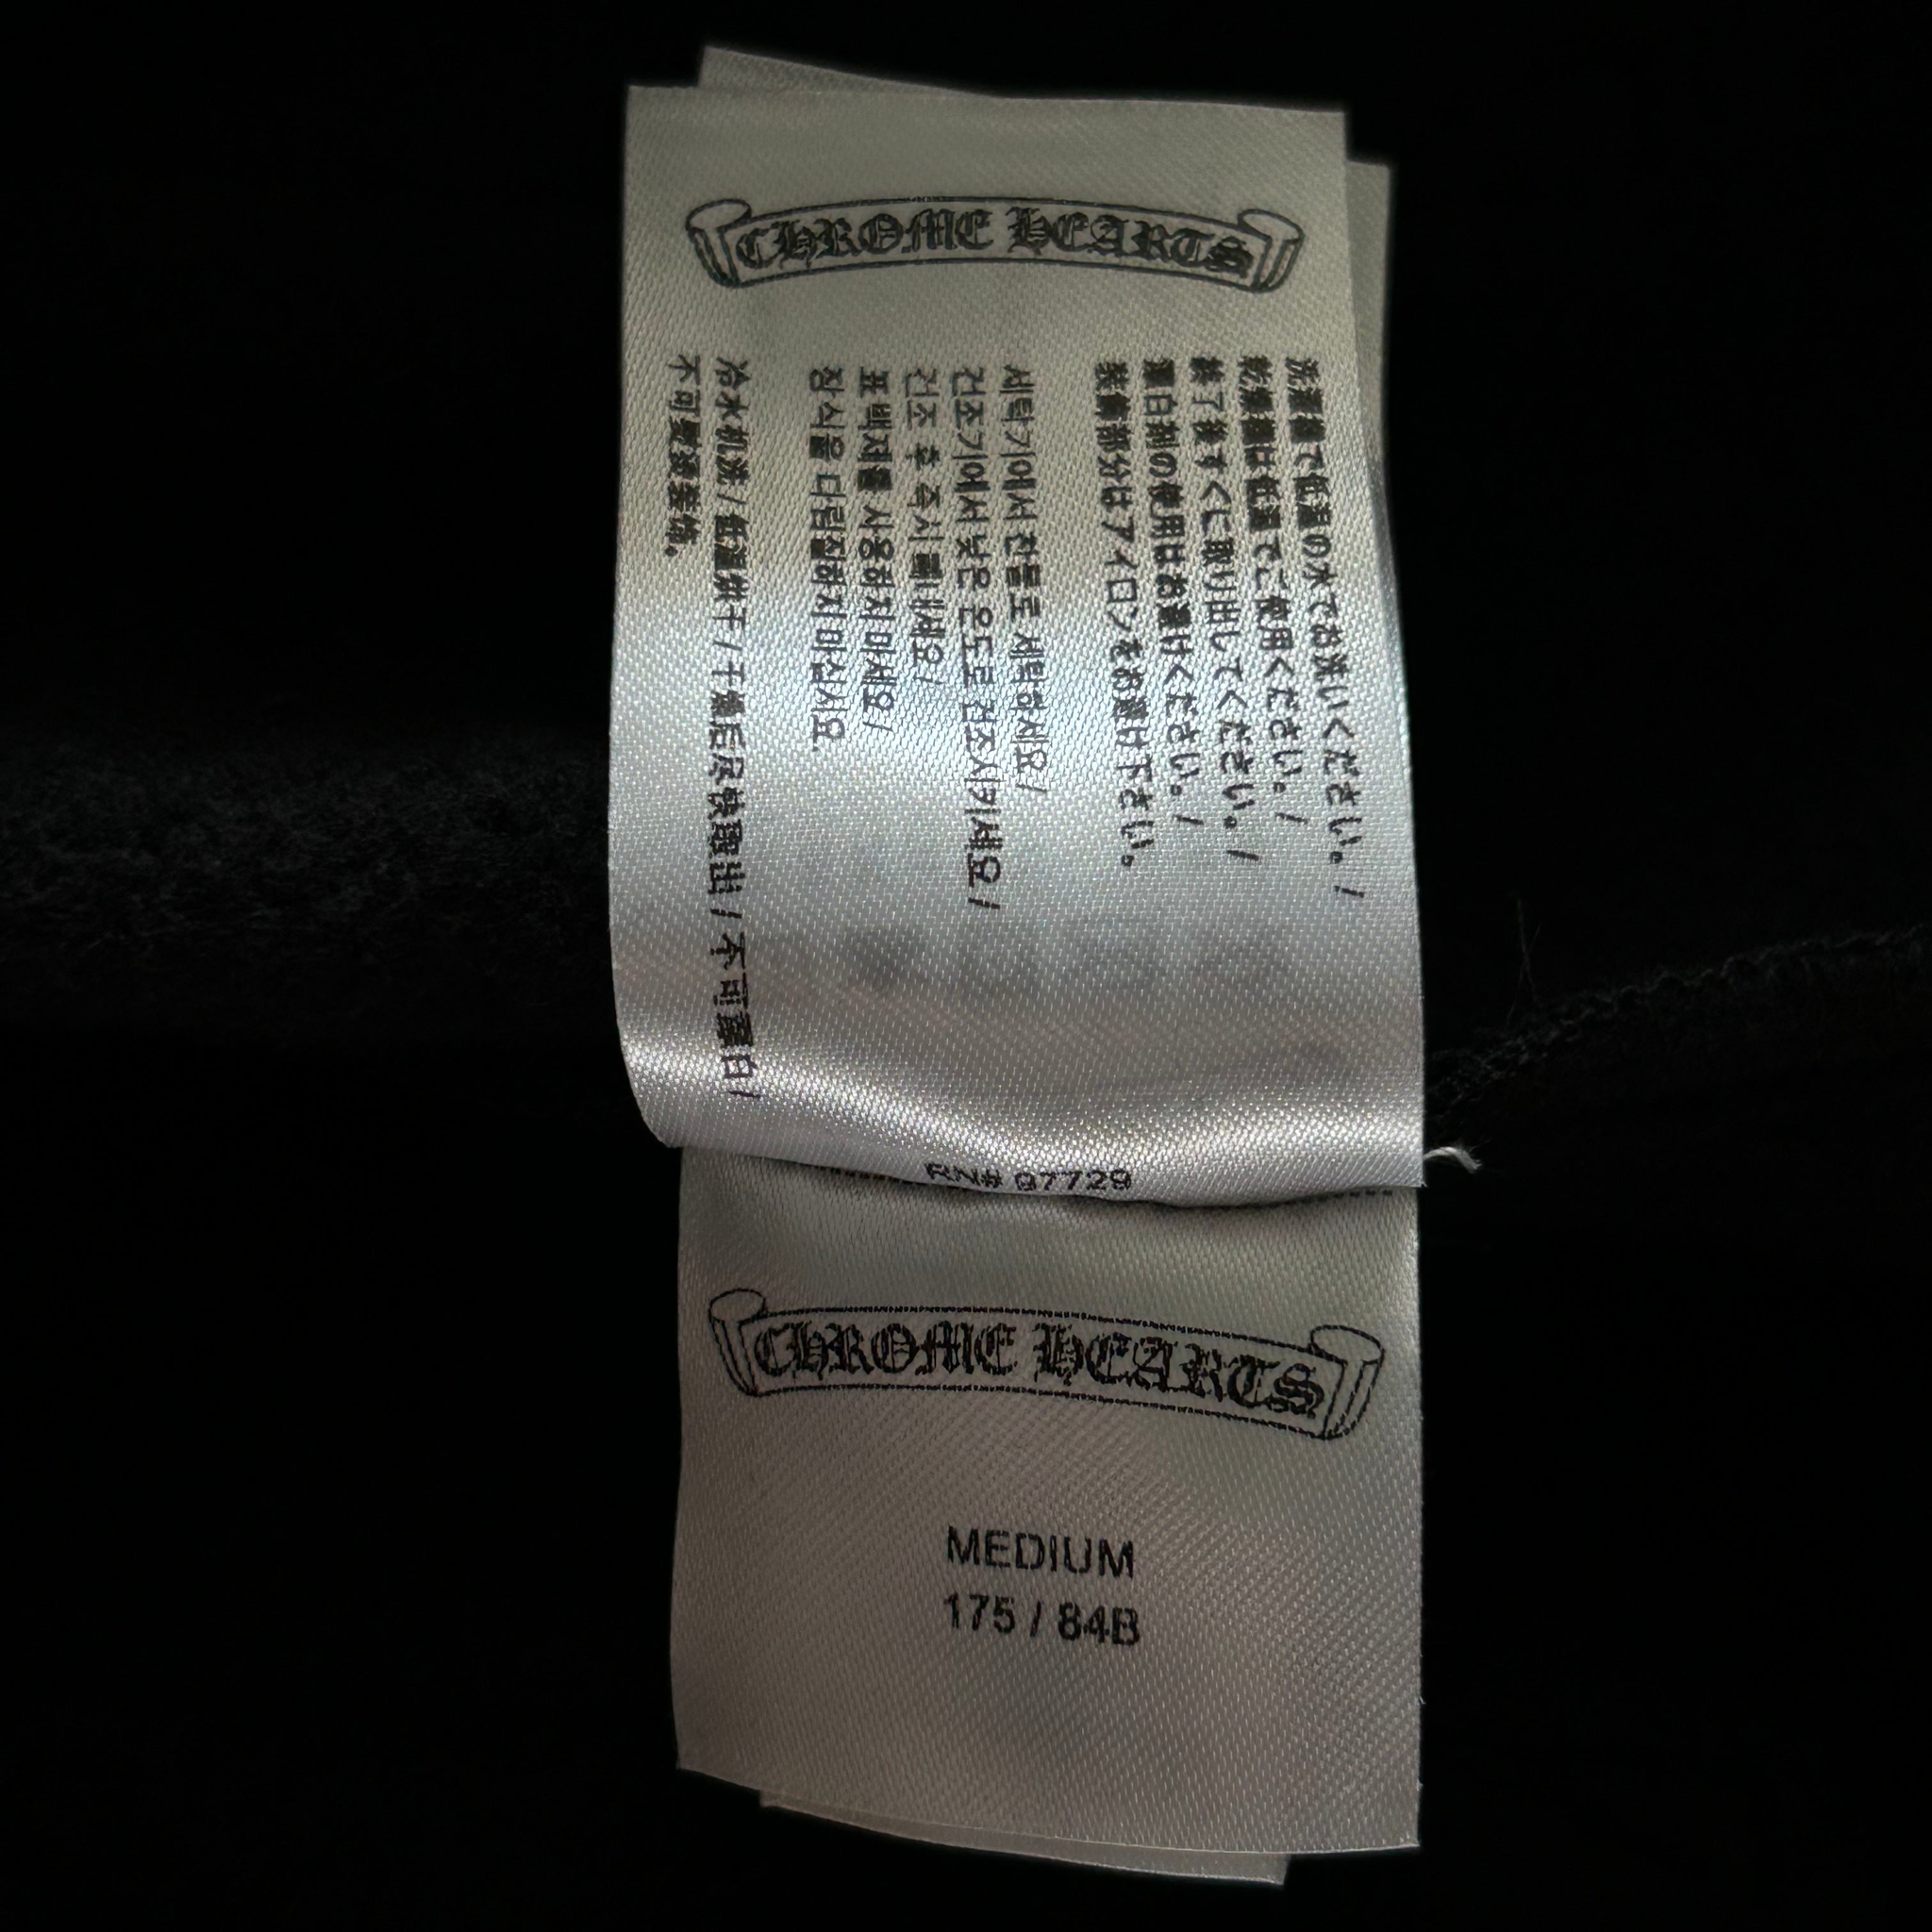 CHROME HEARTS
洗濯機で低温の水でお洗いください。/
乾燥機は低温でご使用ください。/
終了後すぐに取り出してください。/
漂白剤の使用はお避けください。/
装飾部分はアイロンをお避け下さい。
세탁기에서 찬물로 세탁하세요/
건조기에서 낮은 온도로 건조시키세요/
건조 후 즉시 빼내세요/
표백제를 사용하지 마세요/
장식을 다림질하지 마십시요.
冷水机洗/低温烘干/干燥后尽快取出/不可漂白/
不可熨烫装饰。
RN# 97729
CHROME HEARTS
MEDIUM
175 / 84B